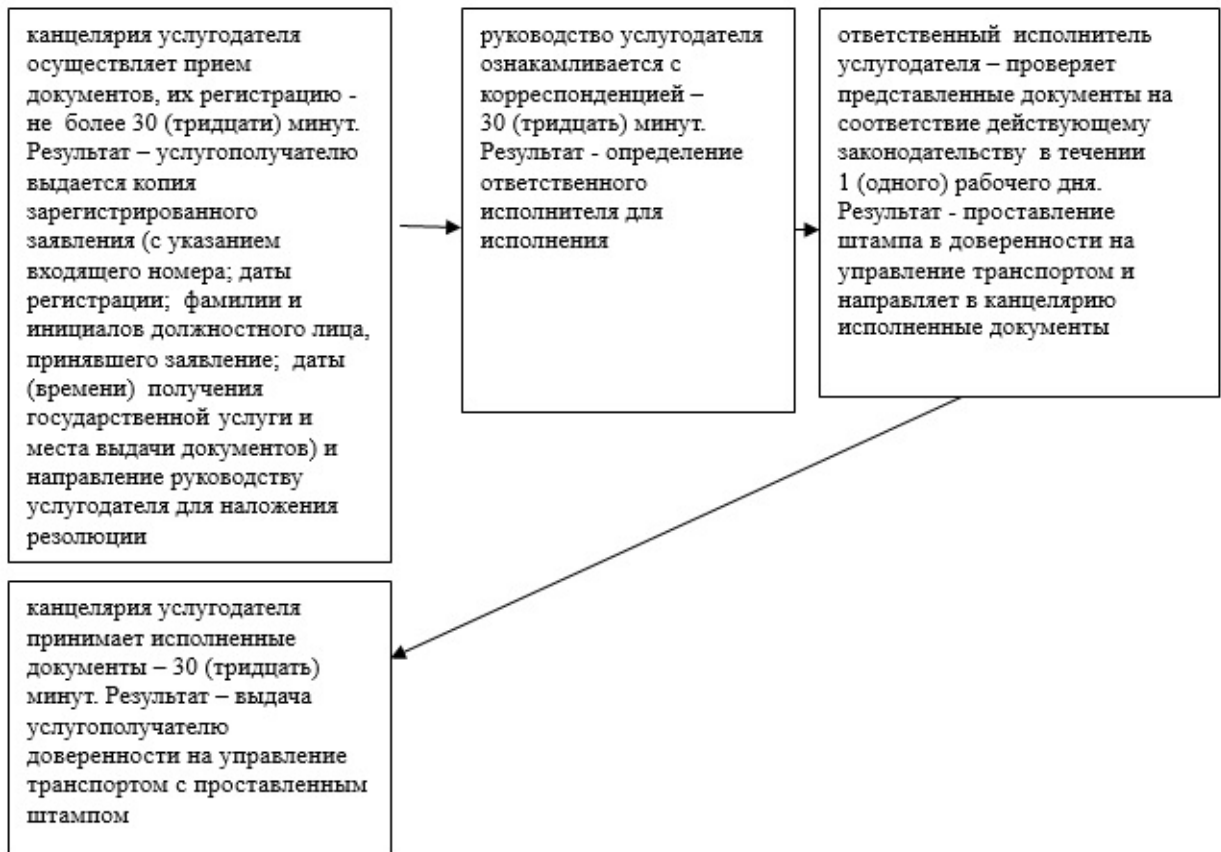 канцелярия услугодателя
осуществляет прием
документов, их регистрацию -
не более 30 (тридцати) минут.
Результат – услугополучателю
выдается копия
зарегистрированного
заявления (с указанием
входящего номера; даты
регистрации; фамилии и
инициалов должностного лица,
принявшего заявление; даты
(времени) получения
государственной услуги и
места выдачи документов) и
направление руководству
услугодателя для наложения
резолюции
руководство услугодателя
ознакамливается с
корреспонденцией –
30 (тридцать) минут.
Результат - определение
ответственного
исполнителя для
исполнения
ответственный исполнитель
услугодателя – проверяет
представленные документы на
соответствие действующему
законодательству в течении
1 (одного) рабочего дня.
Результат - проставление
штампа в доверенности на
управление транспортом и
направляет в канцелярию
исполненные документы
канцелярия услугодателя
принимает исполненные
документы – 30 (тридцать)
минут. Результат – выдача
услугополучателю
доверенности на управление
транспортом с проставленным
штампом